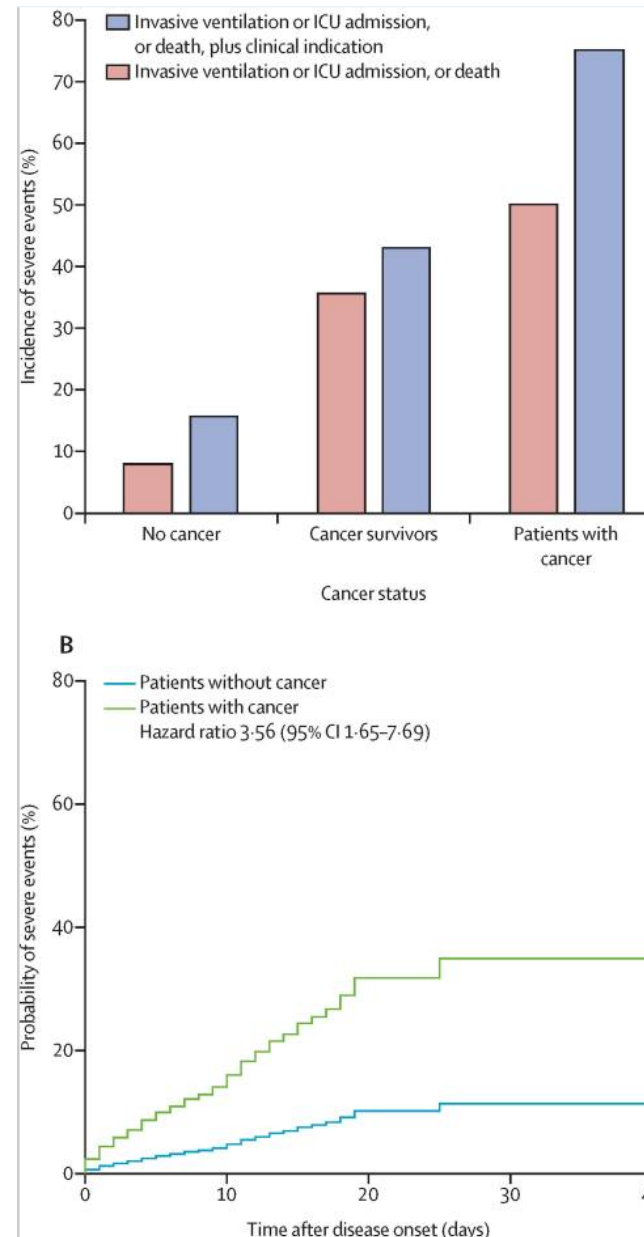 80
Invasive ventilation or ICU admission,
or death, plus clinical indication
Invasive ventilation or ICU admission, or death
70
60
50
40
30
20
10
0
Incidence of severe events (%)
No cancer
Cancer survivors
Patients with
cancer
Cancer status
B
80
Patients without cancer
Patients with cancer
Hazard ratio 3·56 (95% CI 1·65–7·69)
60
40
20
0
Probability of severe events (%)
0
10
20
30
Time after disease onset (days)